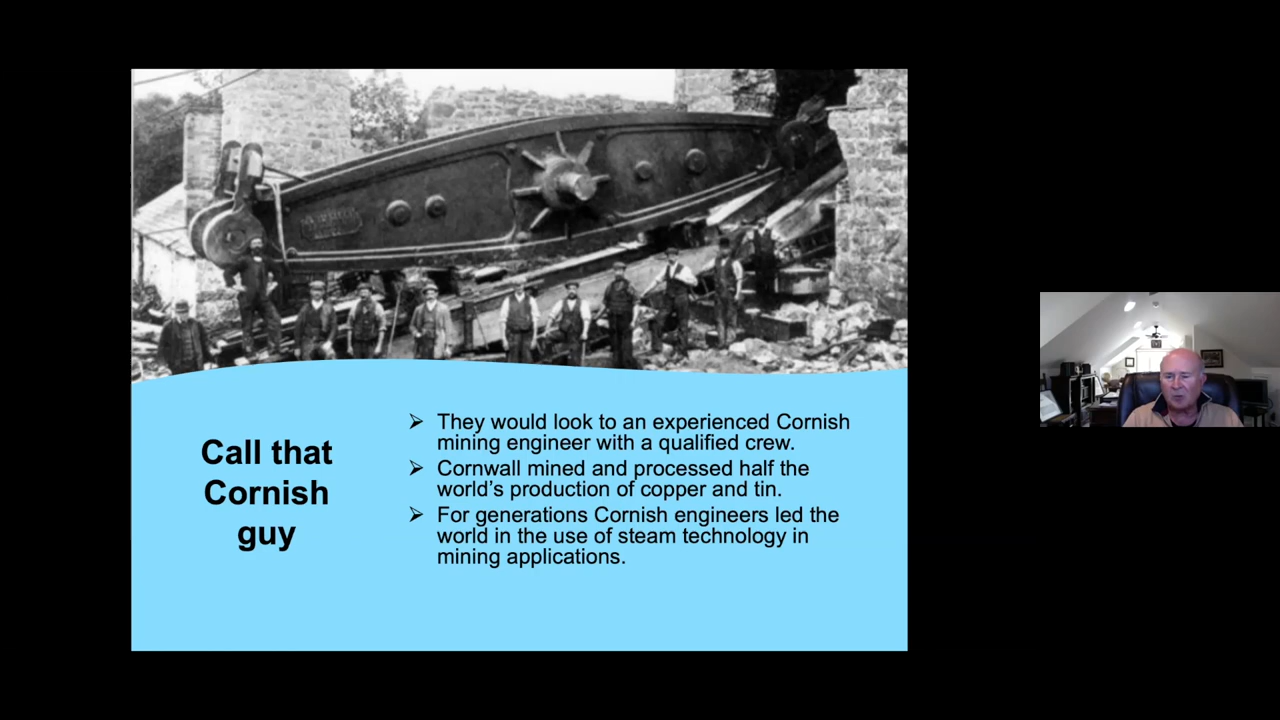 Call that
Cornish
guy
➢ They would look to an experienced Cornish
mining engineer with a qualified crew.
➢ Cornwall mined and processed half the
world's production of copper and tin.
➢ For generations Cornish engineers led the
world in the use of steam technology in
mining applications.